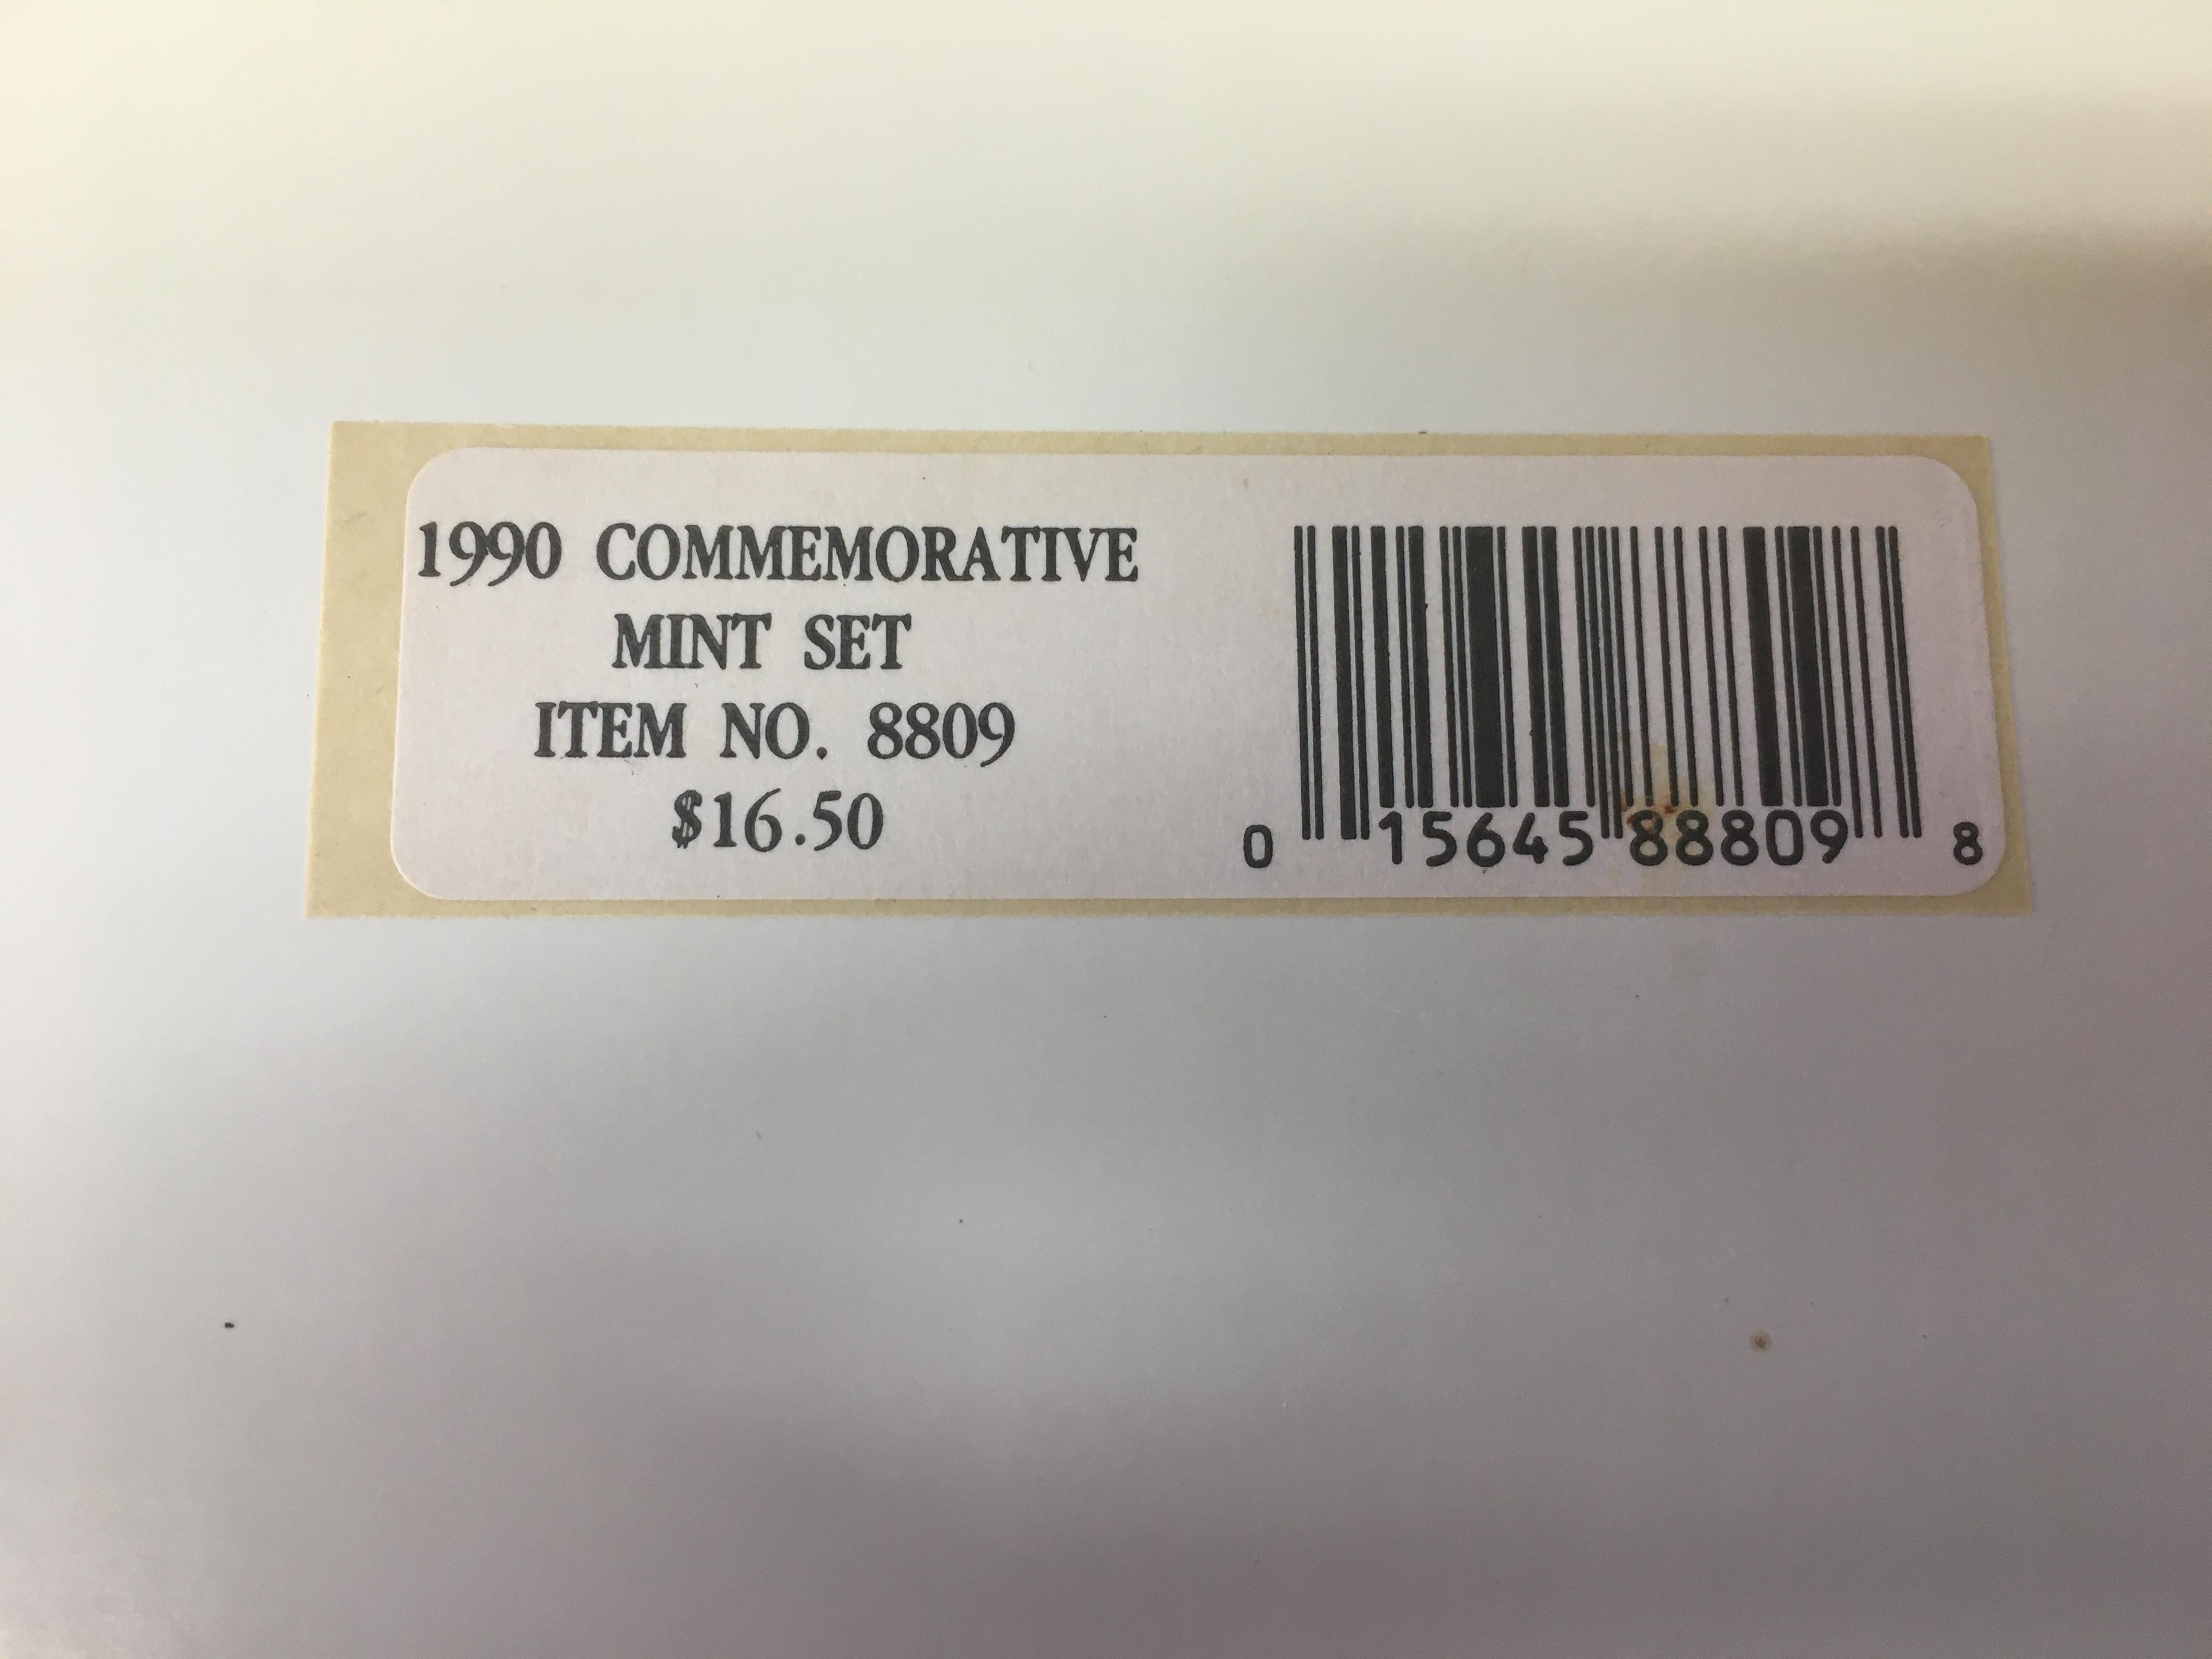 1990 COMMEMORATIVE
MINT SET
ITEM NO. 8809
$16.50
0 15645 88809 8